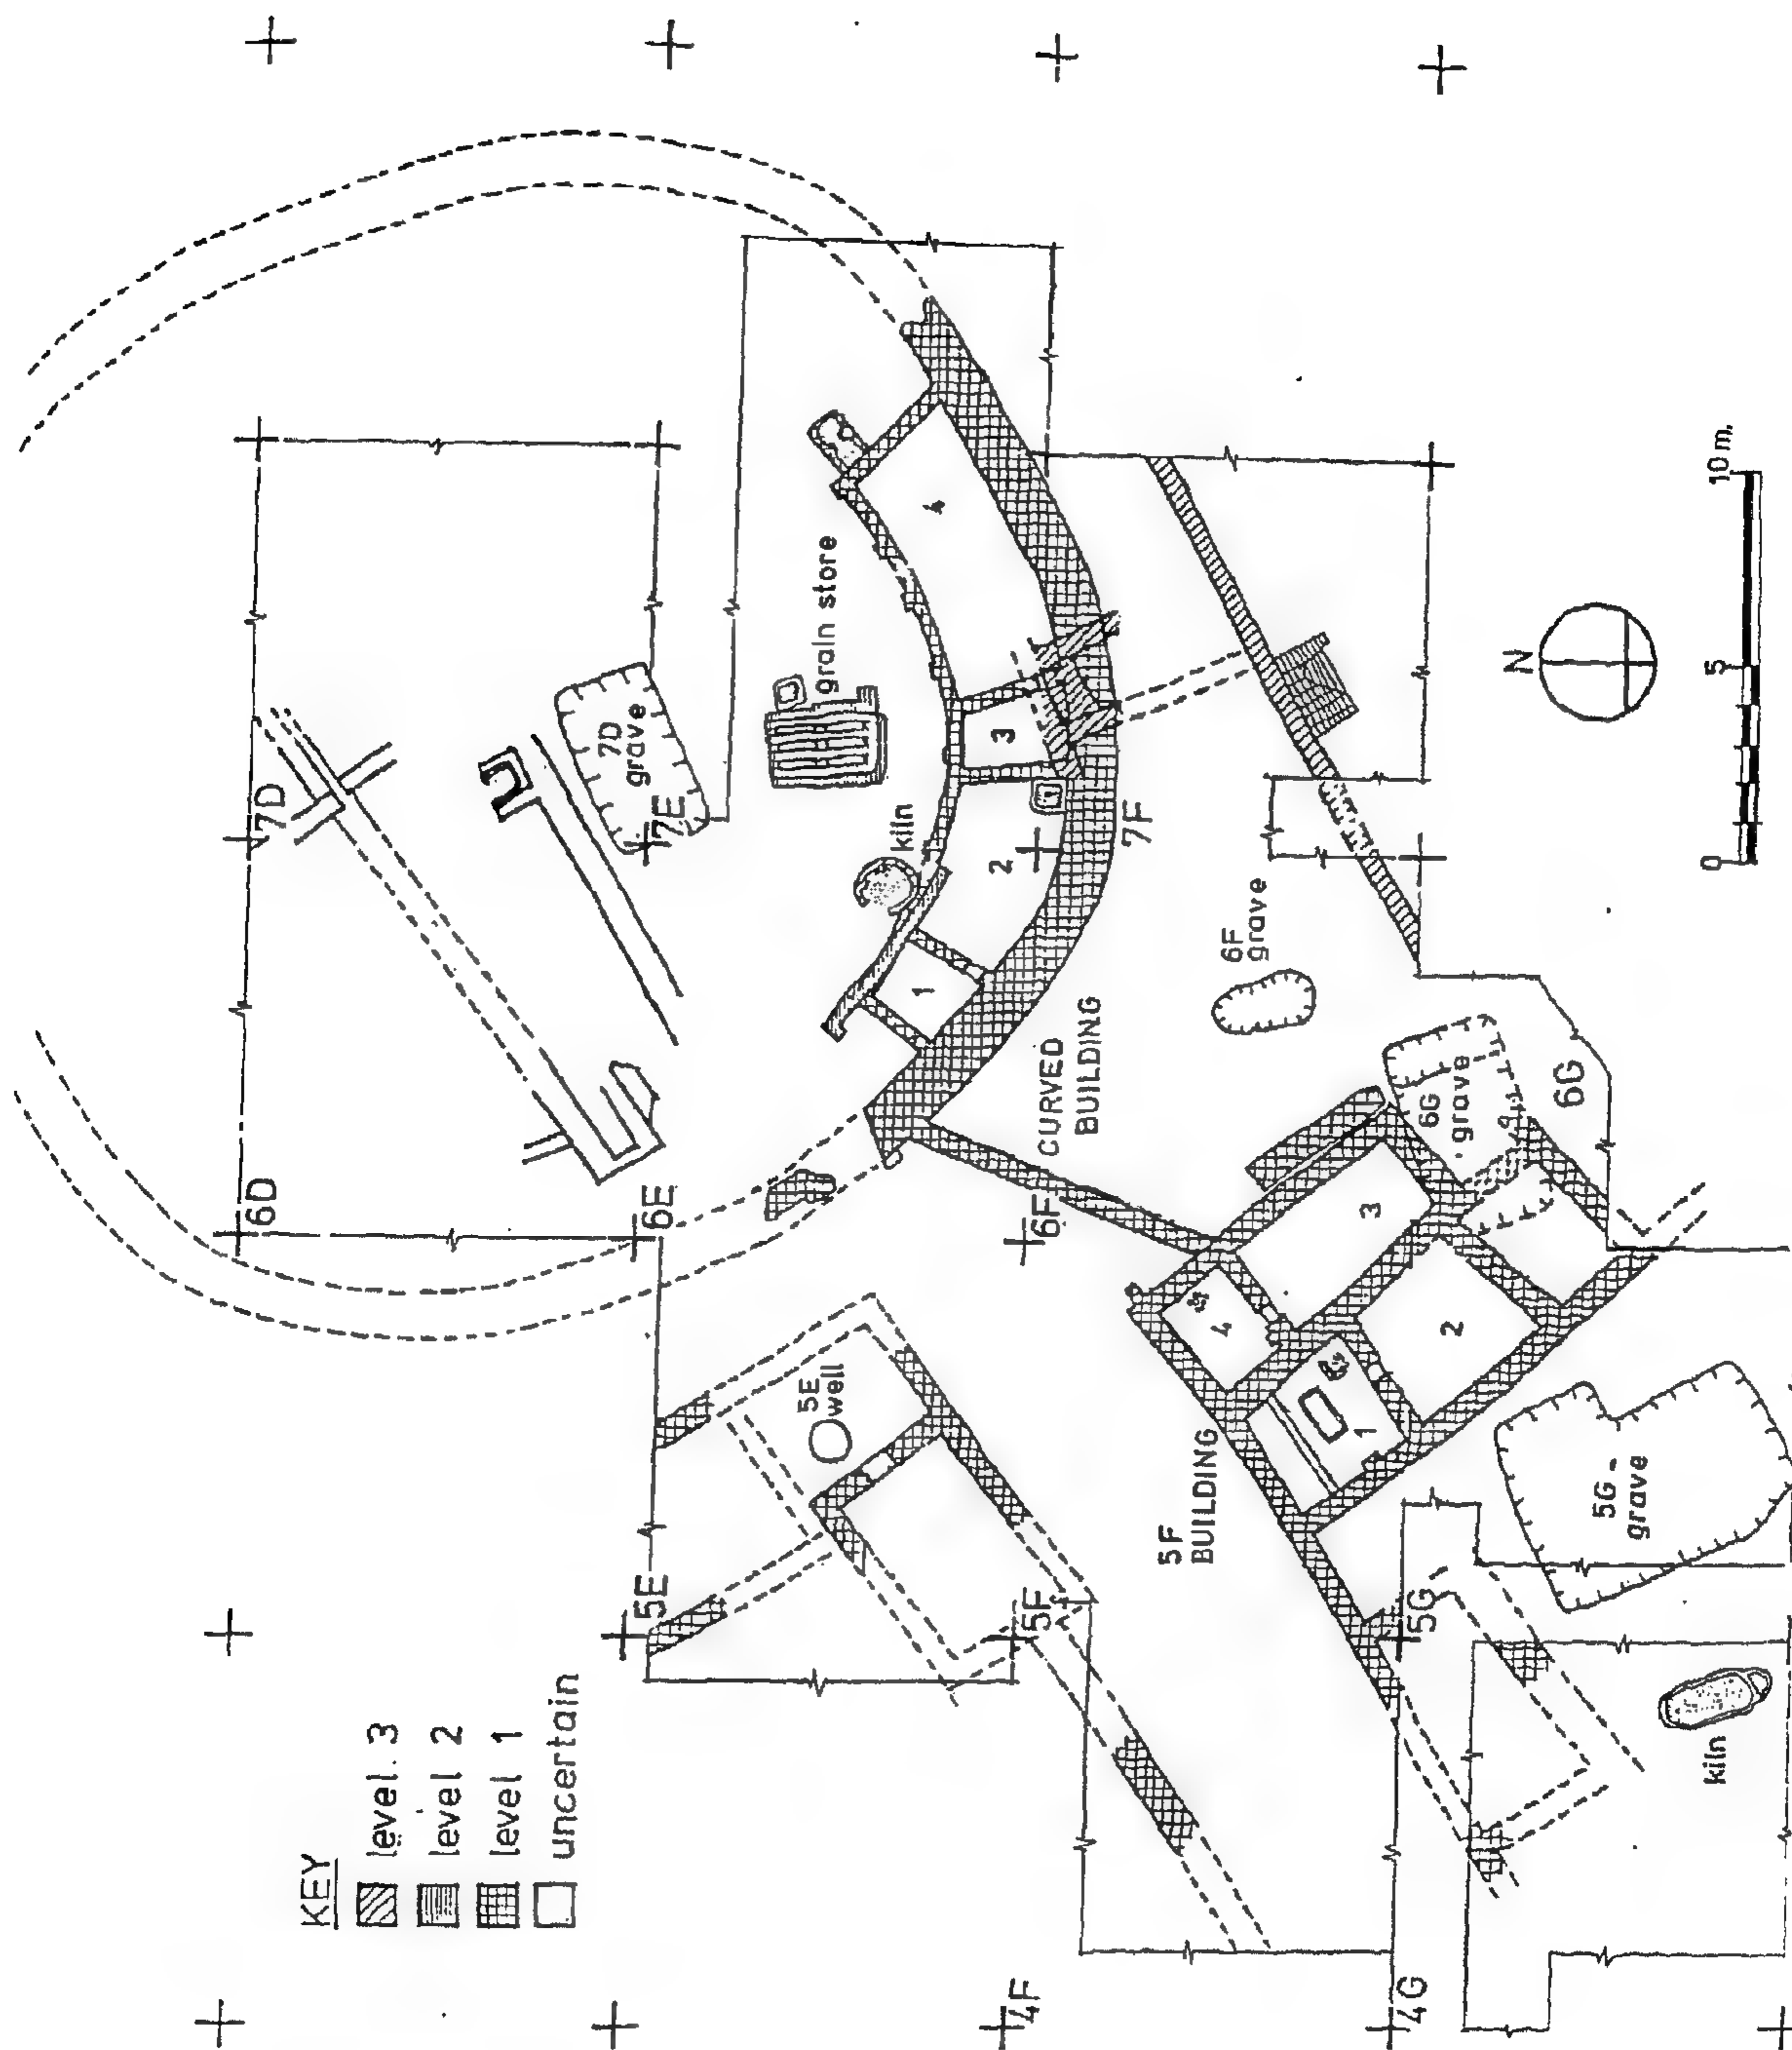 KEY
level 3
level 2
level 1
uncertain
6D
7D
7D
grave
5E
6E
7E
5E
well
kiln
grain store
1
2
3
4
4F
5F
6F
7F
CURVED
BUILDING
6F
grave
5F
BUILDING
1
2
3
4
6G
grave
4G
5G
6G
5G
grave
kiln
N
0
5
10 m.